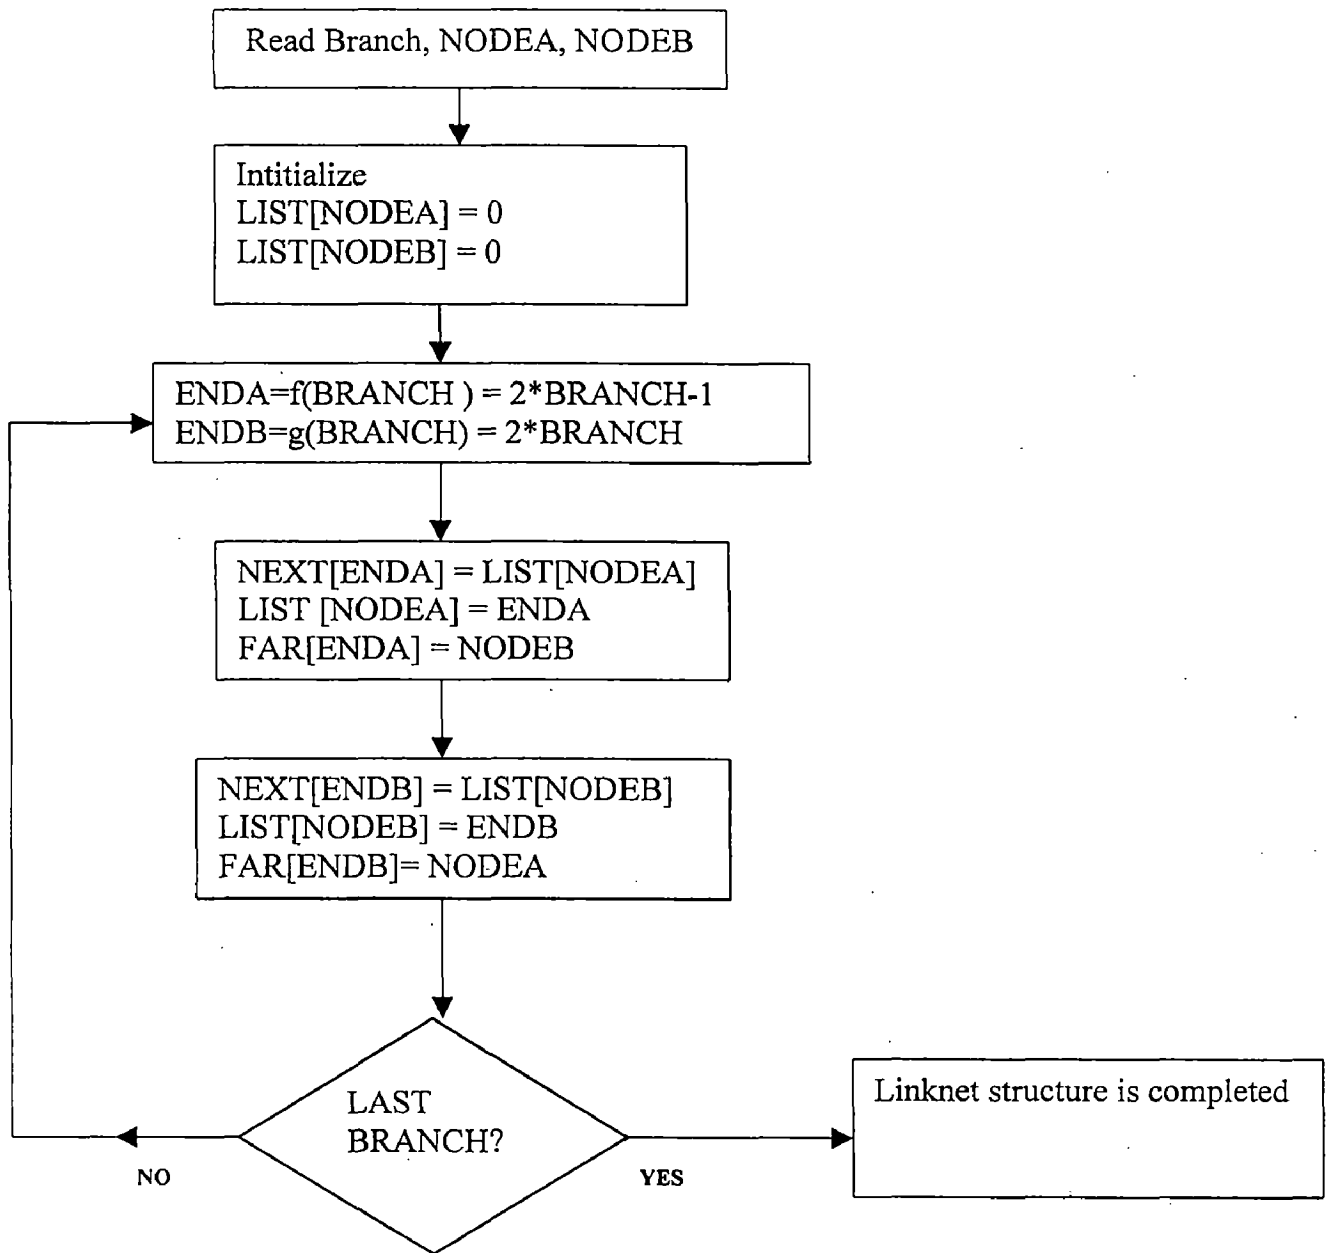 Read Branch, NODEA, NODEB
Intitialize
LIST[NODEA] = 0
LIST[NODEB] = 0
ENDA=f(BRANCH ) = 2*BRANCH-1
ENDB=g(BRANCH) = 2*BRANCH
NEXT[ENDA] = LIST[NODEA]
LIST [NODEA] = ENDA
FAR[ENDA] = NODEB
NEXT[ENDB] = LIST[NODEB]
LIST[NODEB] = ENDB
FAR[ENDB]= NODEA
LAST
BRANCH?
NO
YES
Linknet structure is completed